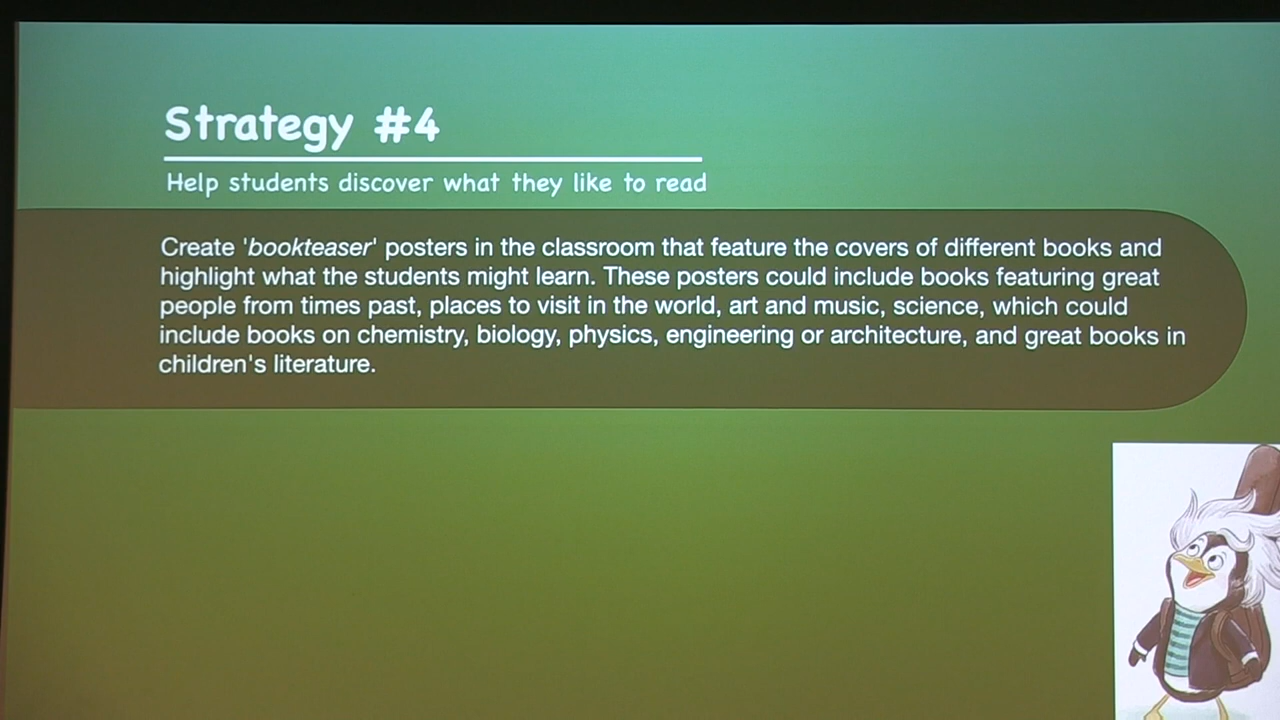 Strategy #4
Help students discover what they like to read
Create 'bookteaser' posters in the classroom that feature the covers of different books and
highlight what the students might learn. These posters could include books featuring great
people from times past, places to visit in the world, art and music, science, which could
include books on chemistry, biology, physics, engineering or architecture, and great books in
children's literature.